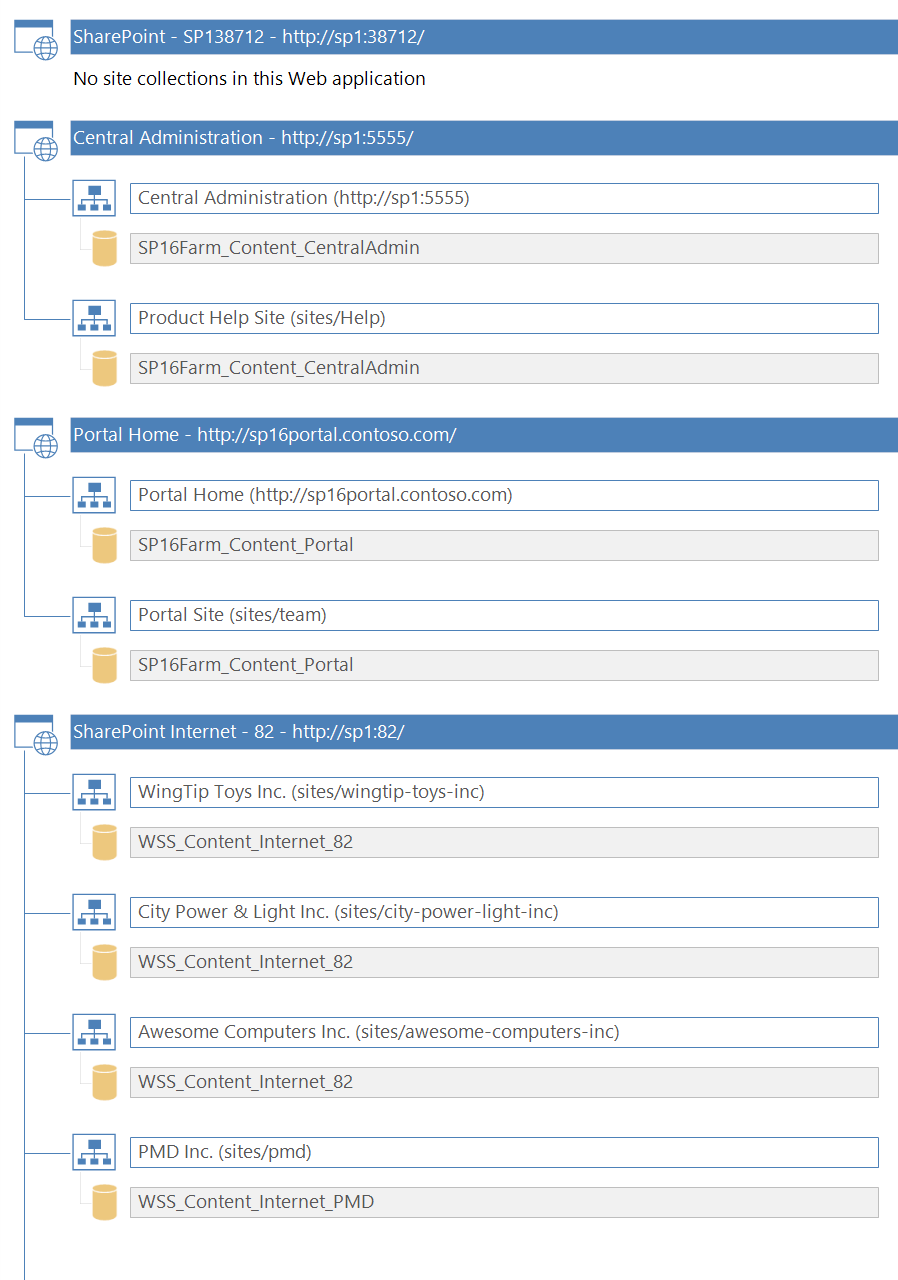 SharePoint - SP138712 - http://sp1:38712/
No site collections in this Web application
Central Administration - http://sp1:5555/
Central Administration (http://sp1:5555)
SP16Farm_Content_CentralAdmin
Product Help Site (sites/Help)
SP16Farm_Content_CentralAdmin
Portal Home - http://sp16portal.contoso.com/
Portal Home (http://sp16portal.contoso.com)
SP16Farm_Content_Portal
Portal Site (sites/team)
SP16Farm_Content_Portal
SharePoint Internet - 82 - http://sp1:82/
WingTip Toys Inc. (sites/wingtip-toys-inc)
WSS_Content_Internet_82
City Power & Light Inc. (sites/city-power-light-inc)
WSS_Content_Internet_82
Awesome Computers Inc. (sites/awesome-computers-inc)
WSS_Content_Internet_82
PMD Inc. (sites/pmd)
WSS_Content_Internet_PMD